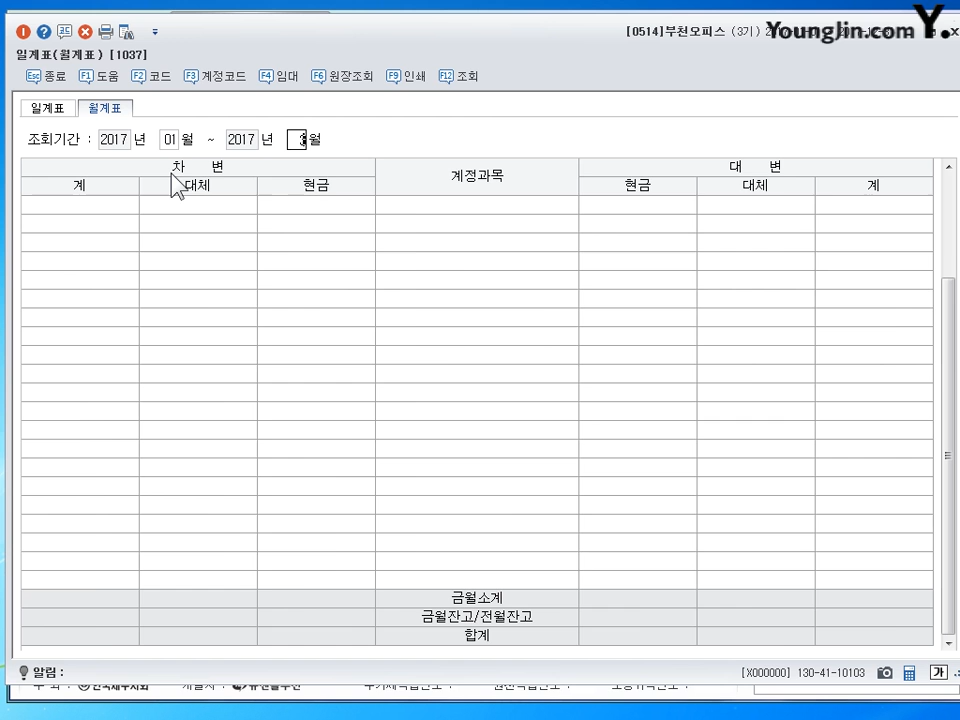 Younglin.com Y.
[0514]부천오피스 (3기)
일계표(월계표) [1037]
Esc 종료 F1 도움 F2 코드 F3 계정코드 F4 임대 F6 원장조회 F9 인쇄 F12 조회
일계표 월계표
조회기간 : 2017 년 01 월 ~ 2017 년 3 월
차 변 계정과목 대 변
계 대체 현금 현금 대체 계
금월소계
금월잔고/전월잔고
합계
알림 : [X000000] 130-41-10103 가